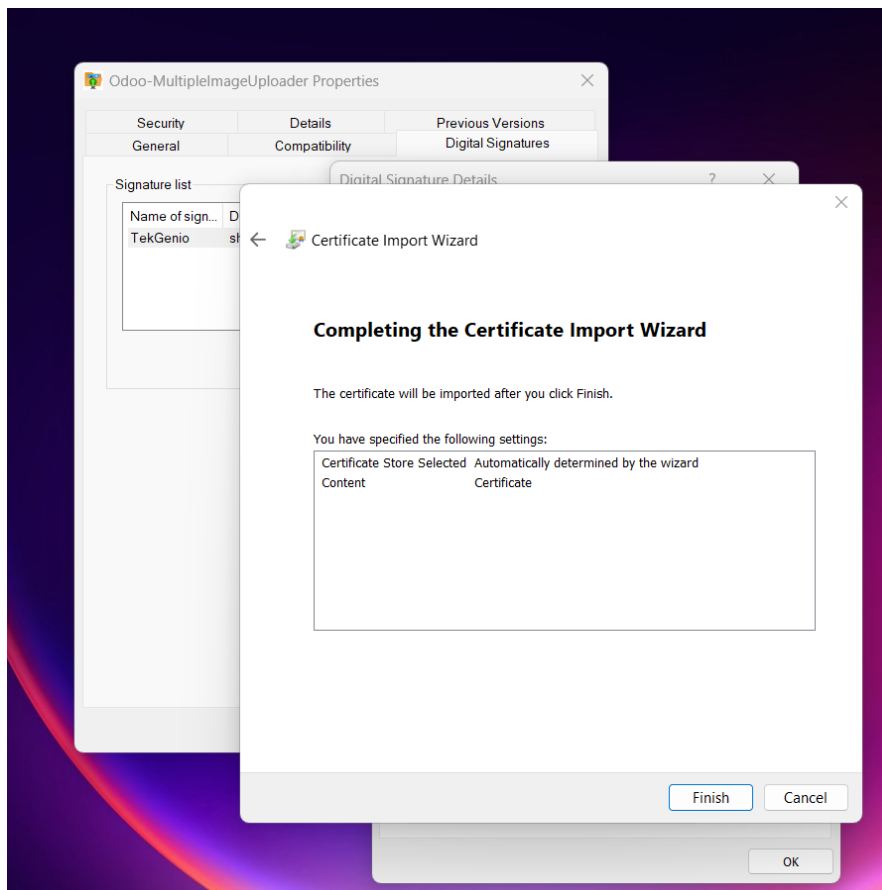 Odoo-MultipleImageUploader Properties
Security Details Previous Versions
General Compatibility Digital Signatures
Digital Signature Details ?
Signature list
Name of sign... D
TekGenio
Certificate Import Wizard
Completing the Certificate Import Wizard
The certificate will be imported after you click Finish.
You have specified the following settings:
Certificate Store Selected Automatically determined by the wizard
Content Certificate
Finish Cancel
OK